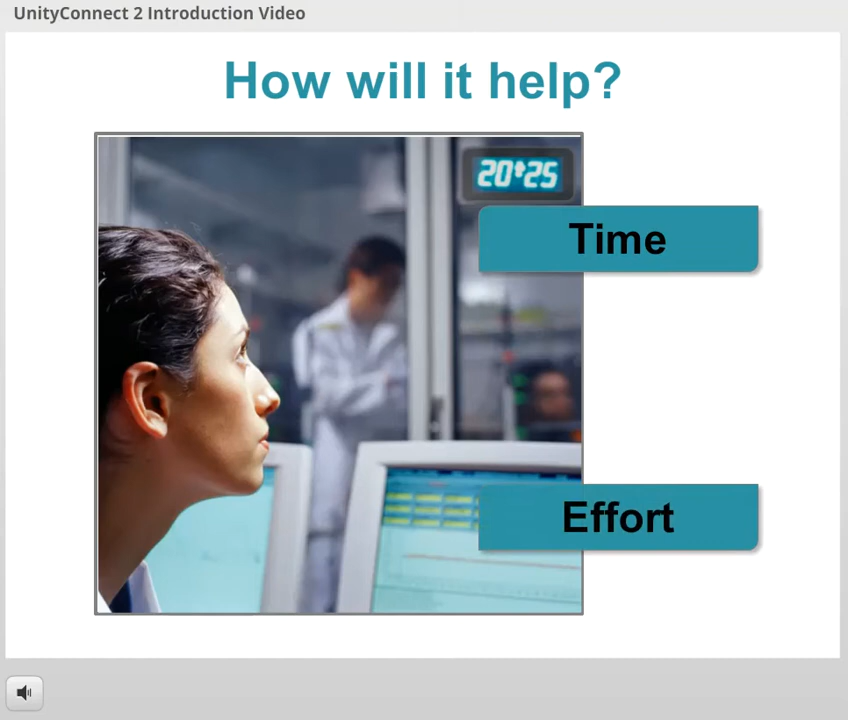 UnityConnect 2 Introduction Video
How will it help?
20:25
Time
Effort